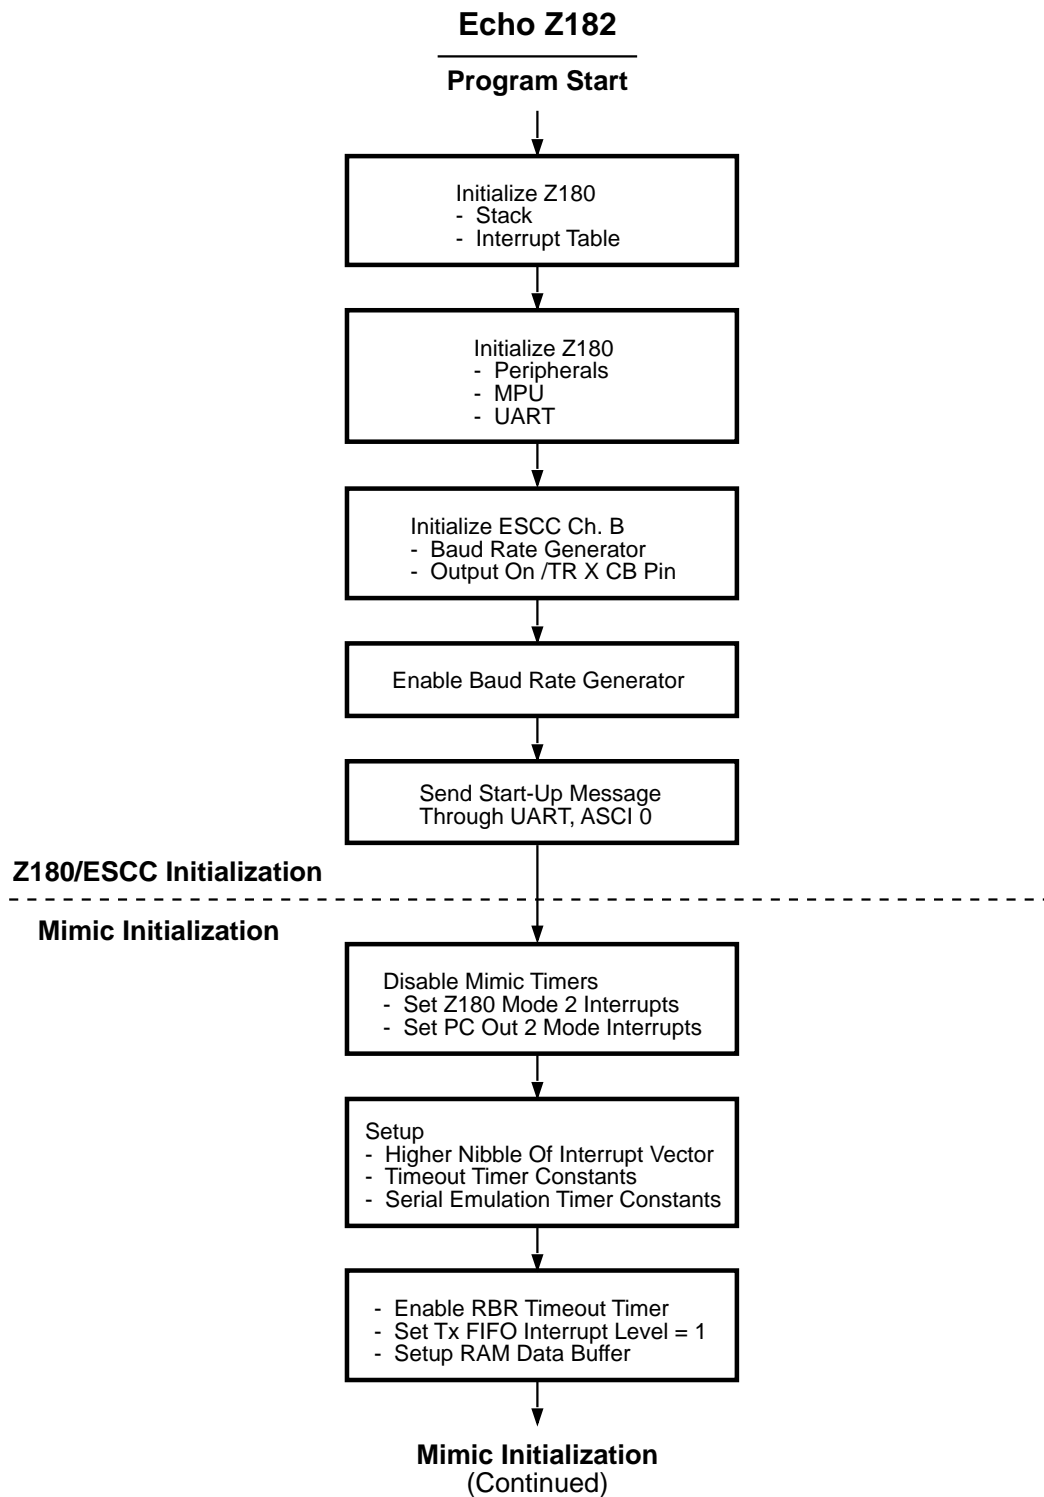 Echo Z182
Program Start
Initialize Z180
- Stack
- Interrupt Table
Initialize Z180
- Peripherals
- MPU
- UART
Initialize ESCC Ch. B
- Baud Rate Generator
- Output On /TR X CB Pin
Enable Baud Rate Generator
Send Start-Up Message
Through UART, ASCI 0
Z180/ESCC Initialization
Mimic Initialization
Disable Mimic Timers
- Set Z180 Mode 2 Interrupts
- Set PC Out 2 Mode Interrupts
Setup
- Higher Nibble Of Interrupt Vector
- Timeout Timer Constants
- Serial Emulation Timer Constants
- Enable RBR Timeout Timer
- Set Tx FIFO Interrupt Level = 1
- Setup RAM Data Buffer
Mimic Initialization
(Continued)